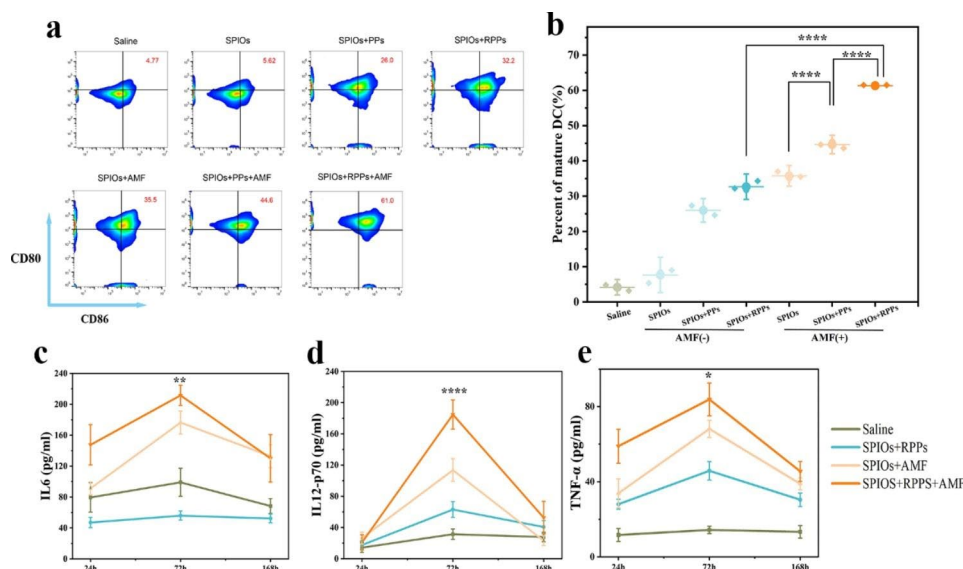 a
Saline
SPIOs
SPIOs+PPs
SPIOs+RPPs
4.77
5.62
26.0
32.2
SPIOs+AMF
SPIOs+PPs+AMF
SPIOs+RPPs+AMF
35.5
44.6
61.0
CD80
CD86
b
Percent of mature DC(%)
70
60
50
40
30
20
10
0
****
****
****
Saline
SPIOs
SPIOs+PPs
SPIOs+RPPs
SPIOs
SPIOs+PPs
SPIOs+RPPs
AMF(-)
AMF(+)
c
IL6 (pg/ml)
240
200
160
120
80
40
0
**
24h
72h
168h
d
IL12-p70 (pg/ml)
240
200
160
120
80
40
0
****
24h
72h
168h
e
TNF-α (pg/ml)
80
40
0
*
24h
72h
168h
Saline
SPIOs+RPPs
SPIOs+AMF
SPIOS+RPPS+AMF